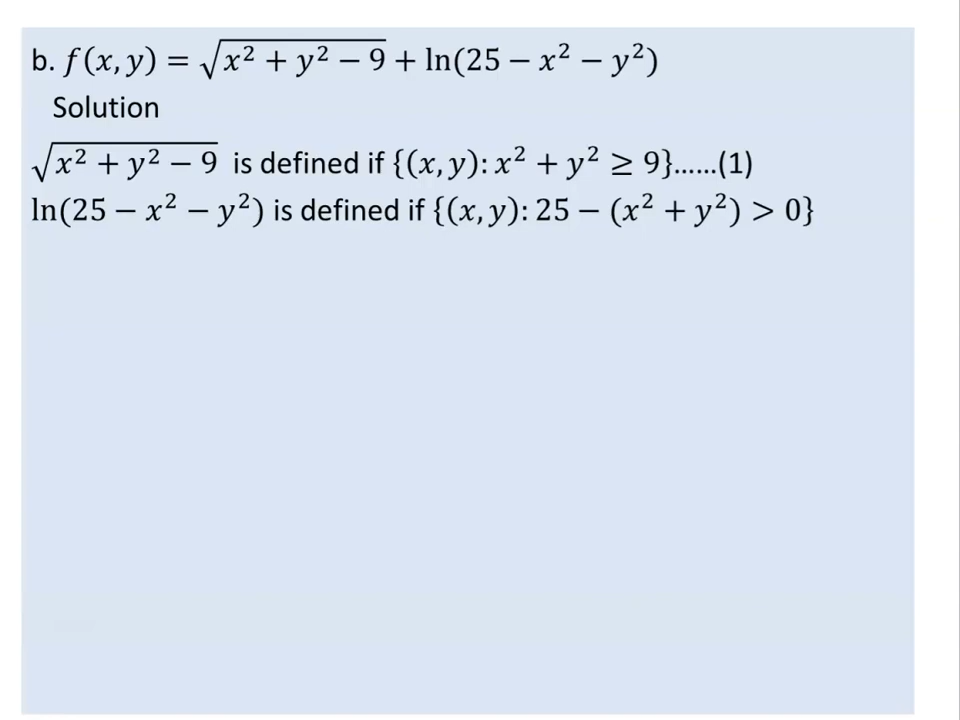 b. f(x, y) = √(x² + y² − 9) + ln(25 − x² − y²)
Solution
√(x² + y² − 9) is defined if {(x, y): x² + y² ≥ 9}......(1)
ln(25 − x² − y²) is defined if {(x, y): 25 − (x² + y²) > 0}